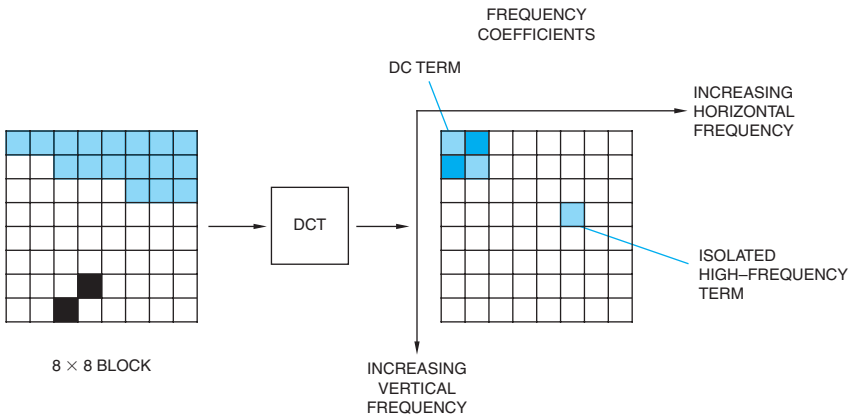 FREQUENCY
COEFFICIENTS
DC TERM
INCREASING
HORIZONTAL
FREQUENCY
DCT
ISOLATED
HIGH–FREQUENCY
TERM
8 × 8 BLOCK
INCREASING
VERTICAL
FREQUENCY